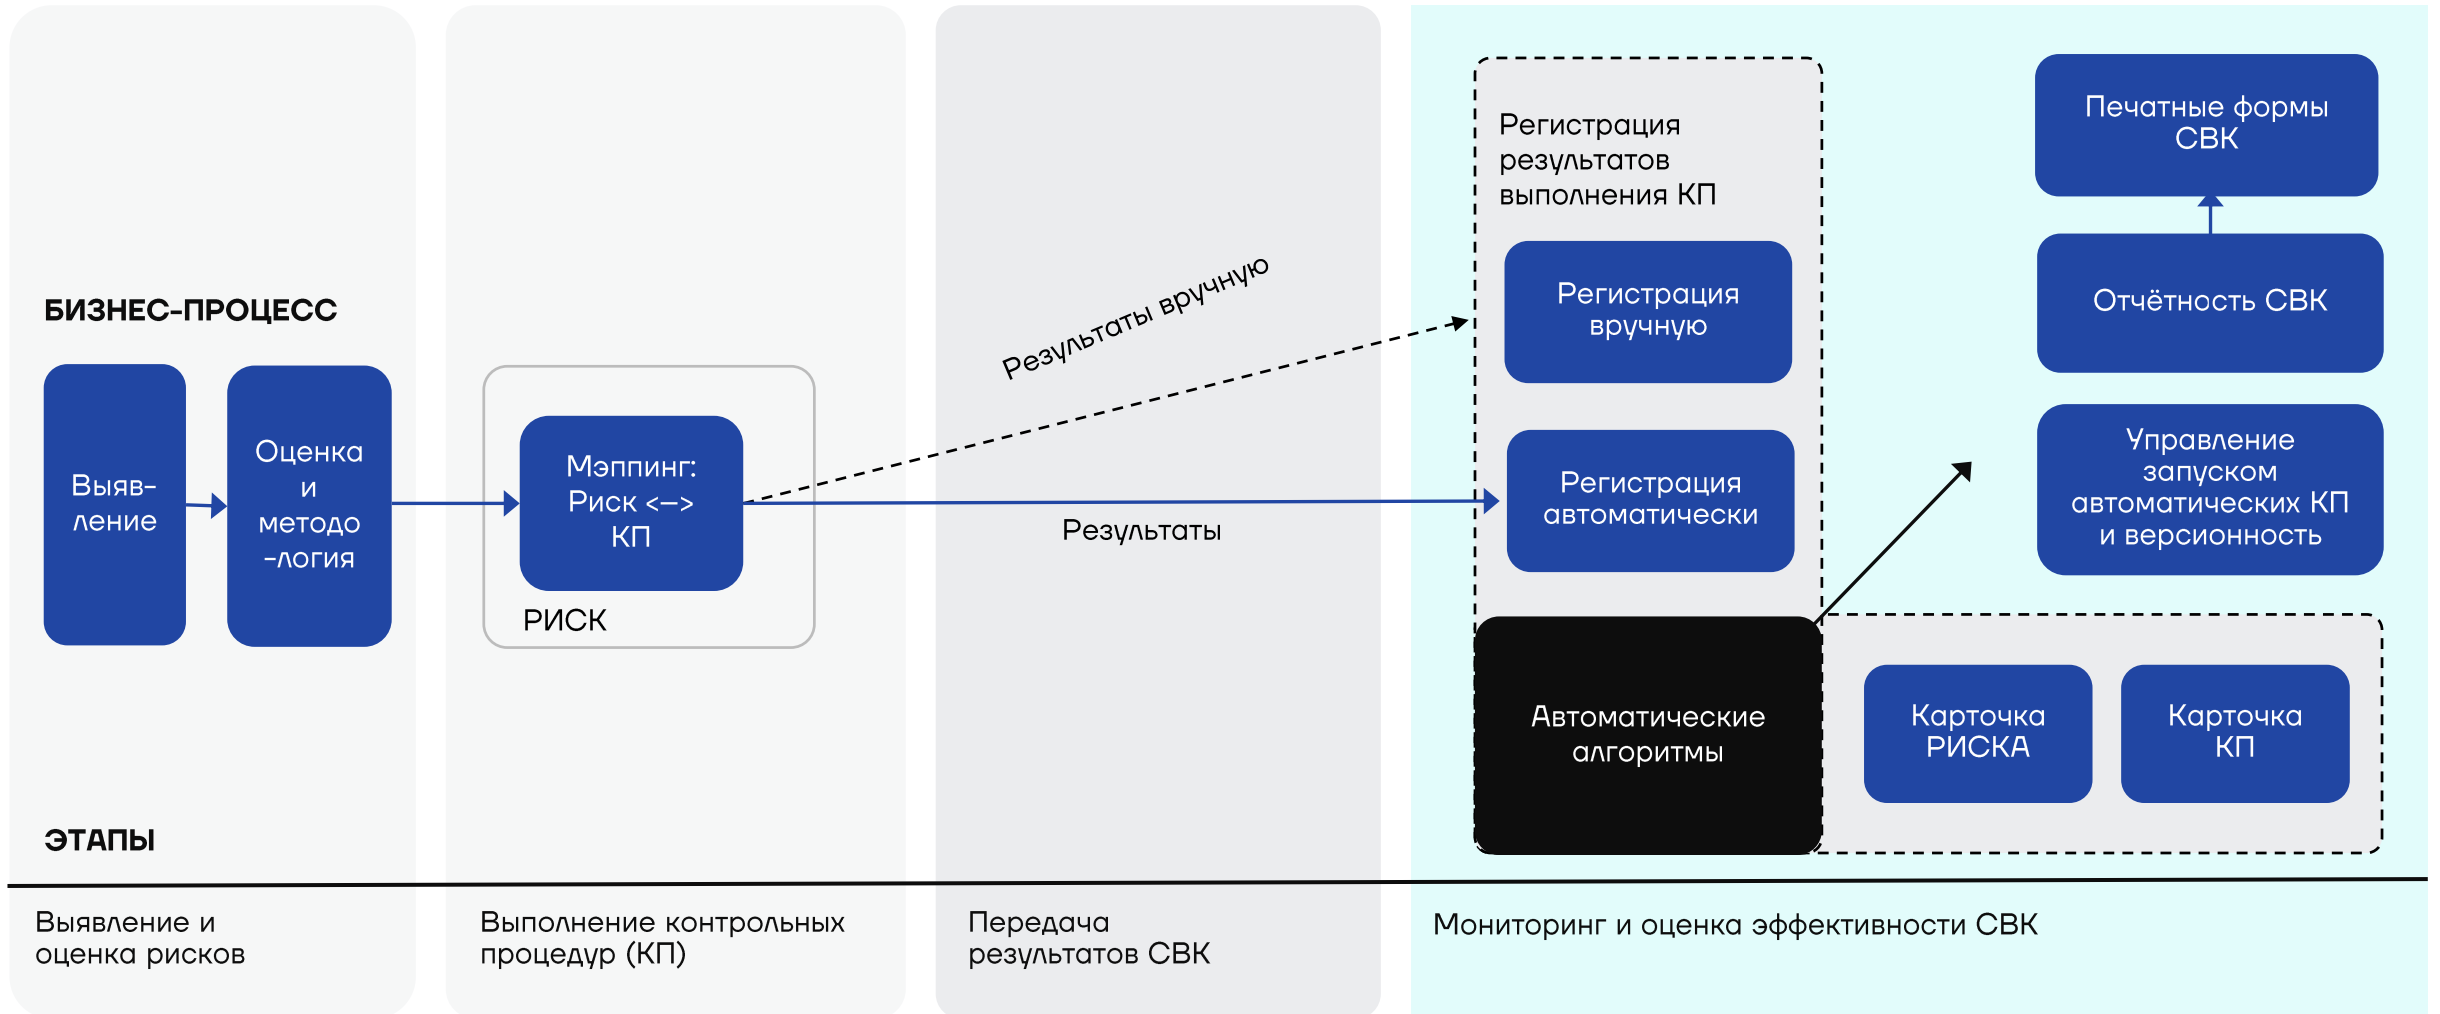 БИЗНЕС-ПРОЦЕСС
Выяв-
ление
Оценка
и
методо
-логия
Мэппинг:
Риск <—>
КП
РИСК
Результаты вручную
Результаты
Регистрация
результатов
выполнения КП
Регистрация
вручную
Регистрация
автоматически
Автоматические
алгоритмы
Печатные формы
СВК
Отчётность СВК
Управление
запуском
автоматических КП
и версионность
Карточка
РИСКА
Карточка
КП
ЭТАПЫ
Выявление и
оценка рисков
Выполнение контрольных
процедур (КП)
Передача
результатов СВК
Мониторинг и оценка эффективности СВК